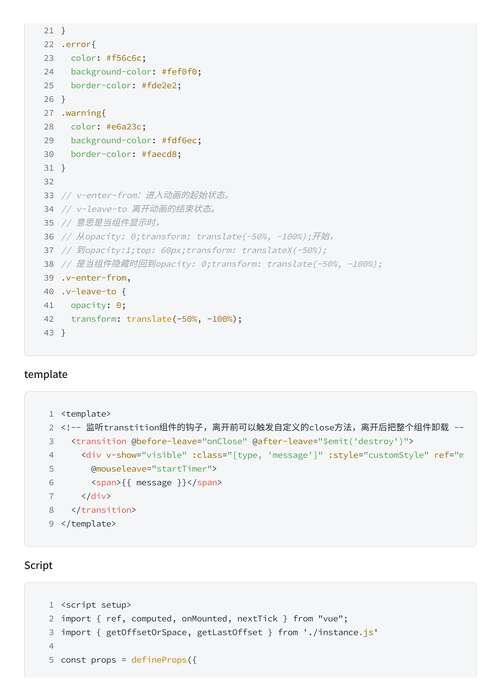 21 }
22 .error{
23 color: #f56c6c;
24 background-color: #fef0f0;
25 border-color: #fde2e2;
26 }
27 .warning{
28 color: #e6a23c;
29 background-color: #fdf6ec;
30 border-color: #faecd8;
31 }
32
33 // v-enter-from：进入动画的起始状态。
34 // v-leave-to 离开动画的结束状态。
35 // 意思是当组件显示时，
36 // 从opacity: 0;transform: translate(-50%, -100%);开始，
37 // 到opacity:1;top: 60px;transform: translateX(-50%);
38 // 是当组件隐藏时回到opacity: 0;transform: translate(-50%, -100%);
39 .v-enter-from,
40 .v-leave-to {
41 opacity: 0;
42 transform: translate(-50%, -100%);
43 }
template
1 <template>
2 <!-- 监听transtition组件的钩子，离开前可以触发自定义的close方法，离开后把整个组件卸载 --
3 <transition @before-leave="onClose" @after-leave="$emit('destroy')">
4 <div v-show="visible" :class="[type, 'message']" :style="customStyle" ref="m
5 @mouseleave="startTimer">
6 <span>{{ message }}</span>
7 </div>
8 </transition>
9 </template>
Script
1 <script setup>
2 import { ref, computed, onMounted, nextTick } from "vue";
3 import { getOffsetOrSpace, getLastOffset } from './instance.js'
4
5 const props = defineProps({